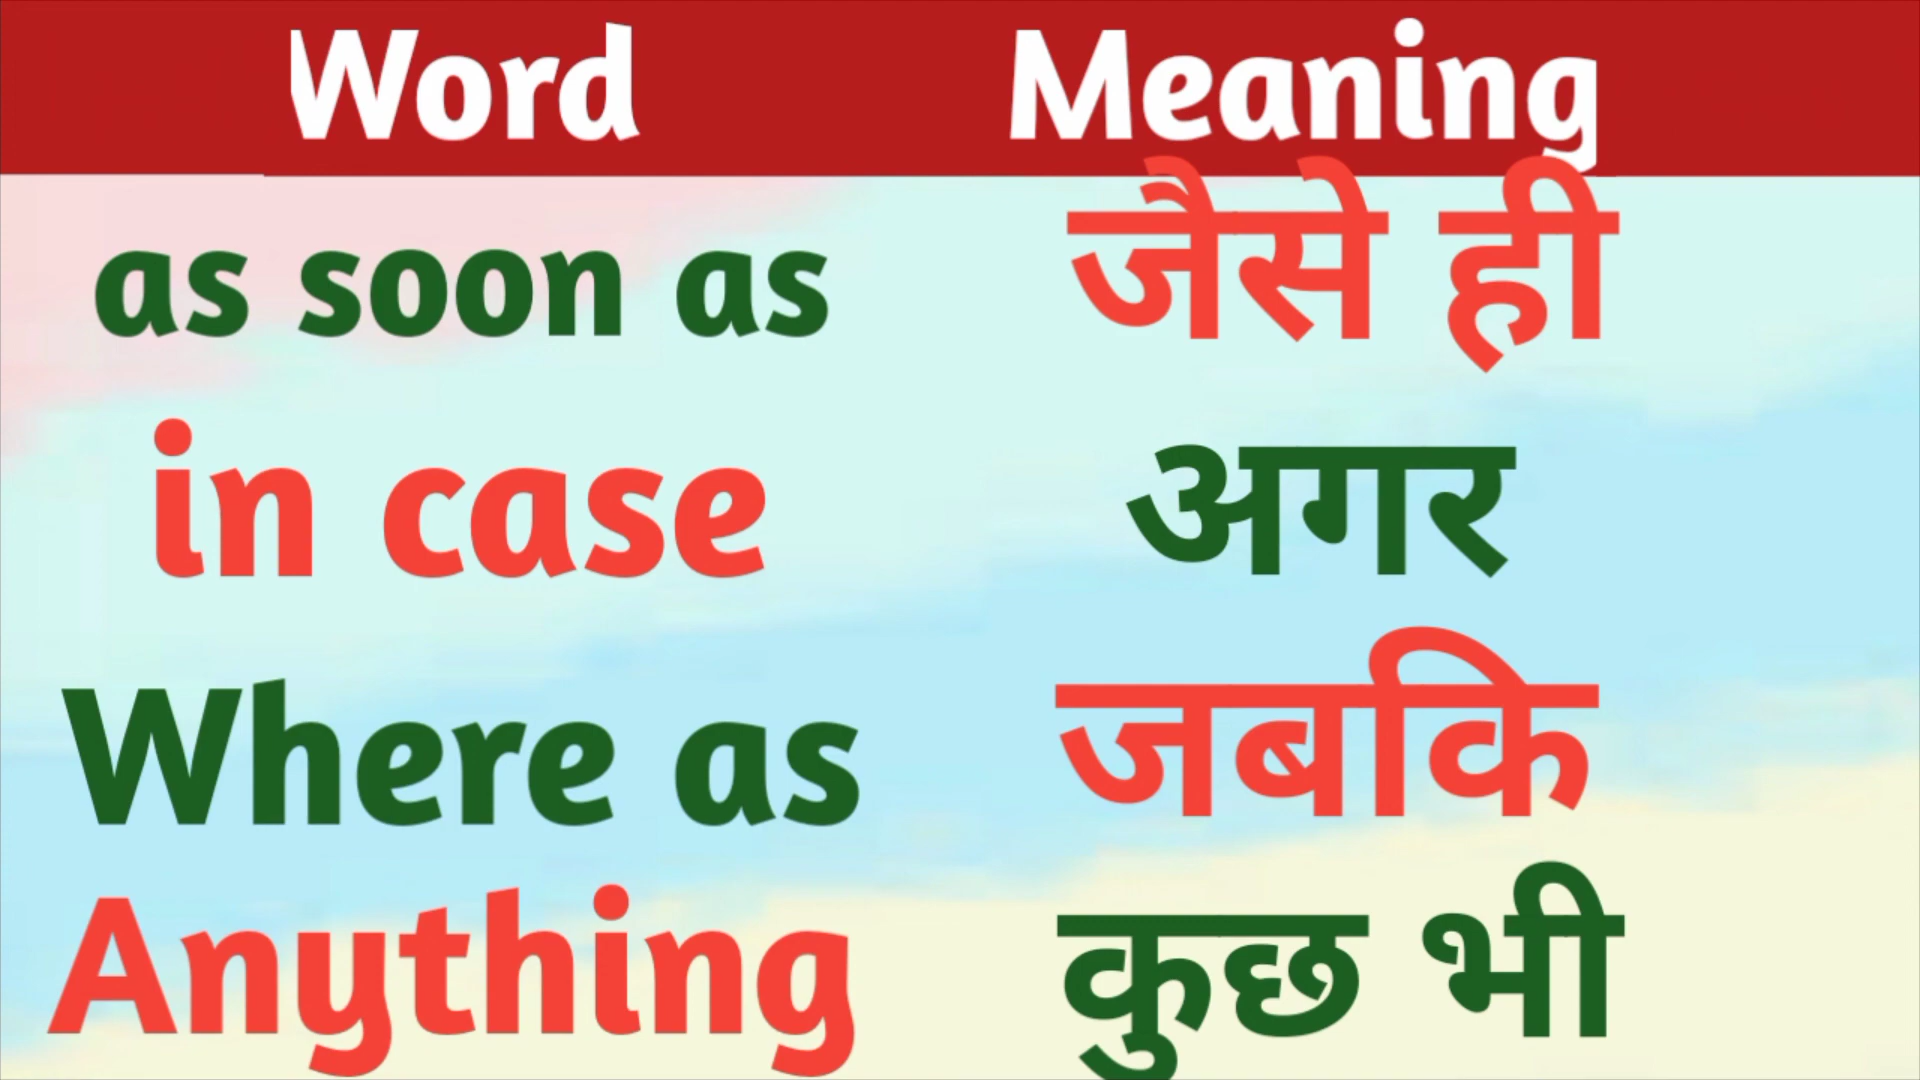 Word Meaning
as soon as जैसे ही
in case अगर
Where as जबकि
Anything कुछ भी